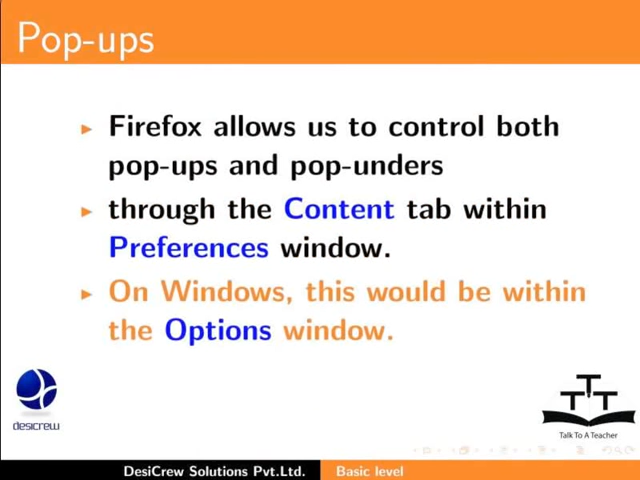 Pop-ups
Firefox allows us to control both
pop-ups and pop-unders
through the Content tab within
Preferences window.
On Windows, this would be within
the Options window.
desicrew
TTT
Talk To A Teacher
DesiCrew Solutions Pvt.Ltd. Basic level